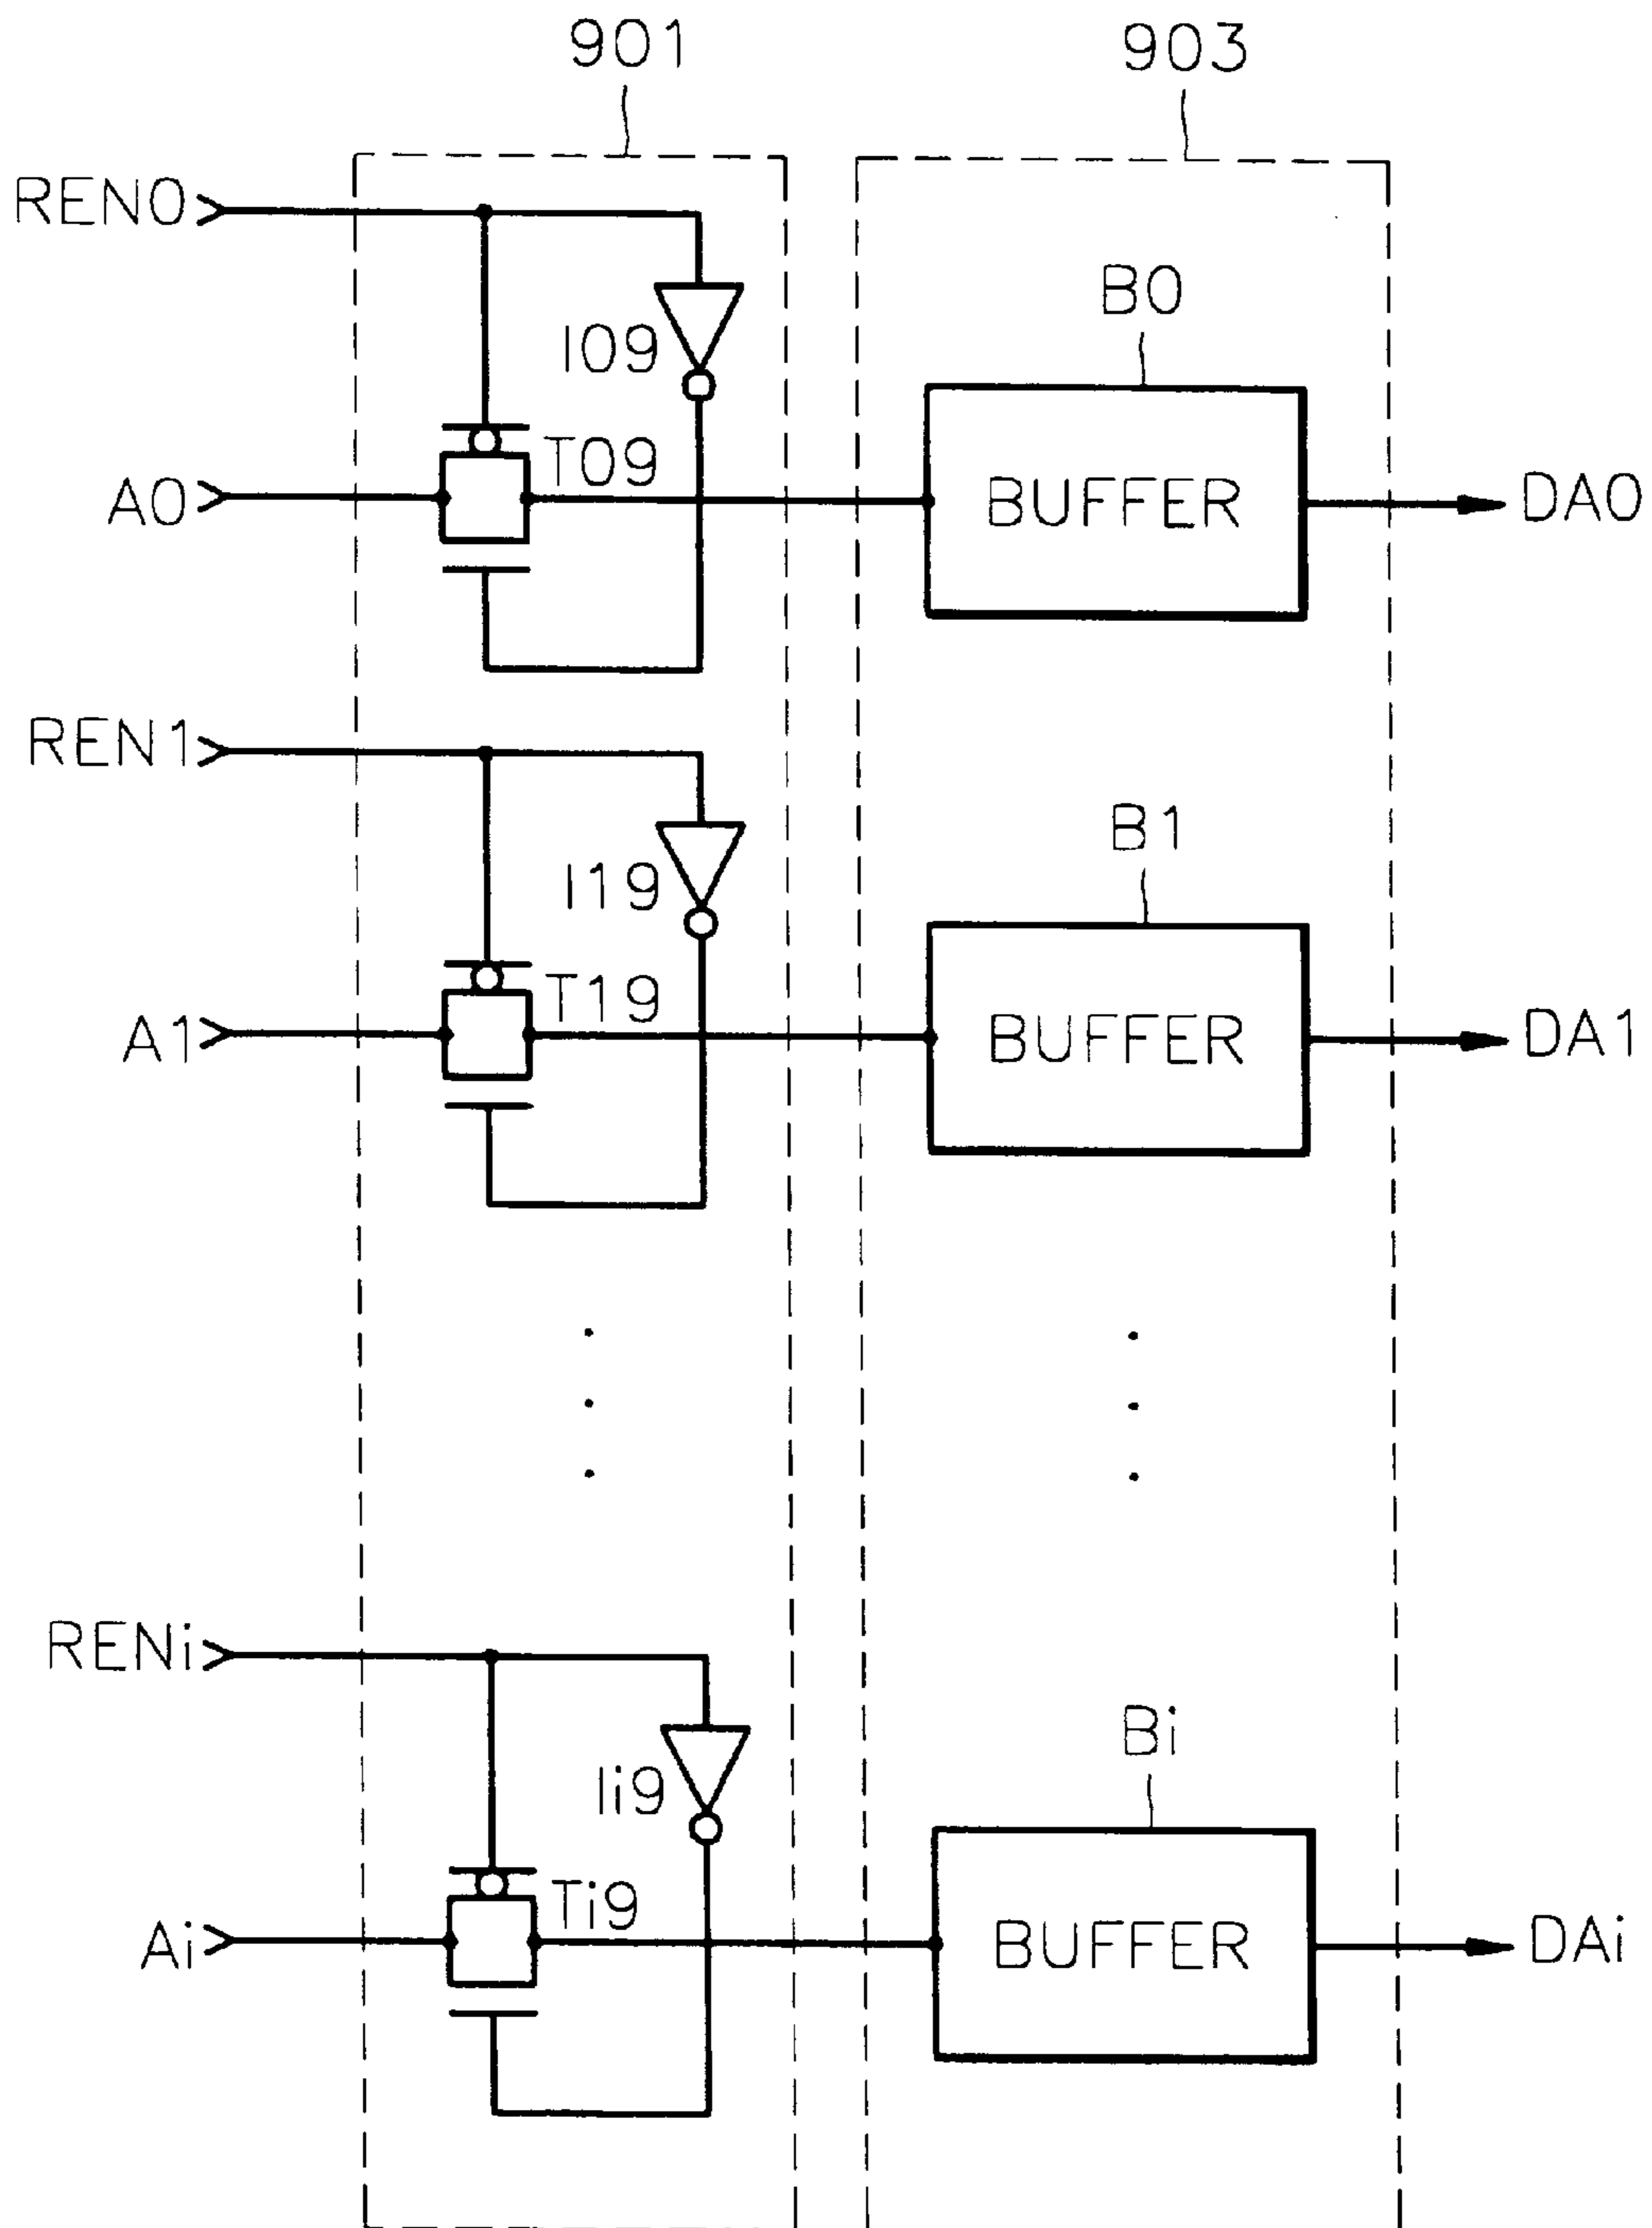 901
903
REN0
B0
I09
T09
A0
BUFFER
DA0
REN1
B1
I19
T19
A1
BUFFER
DA1
RENi
Bi
Ii9
Ti9
Ai
BUFFER
DAi